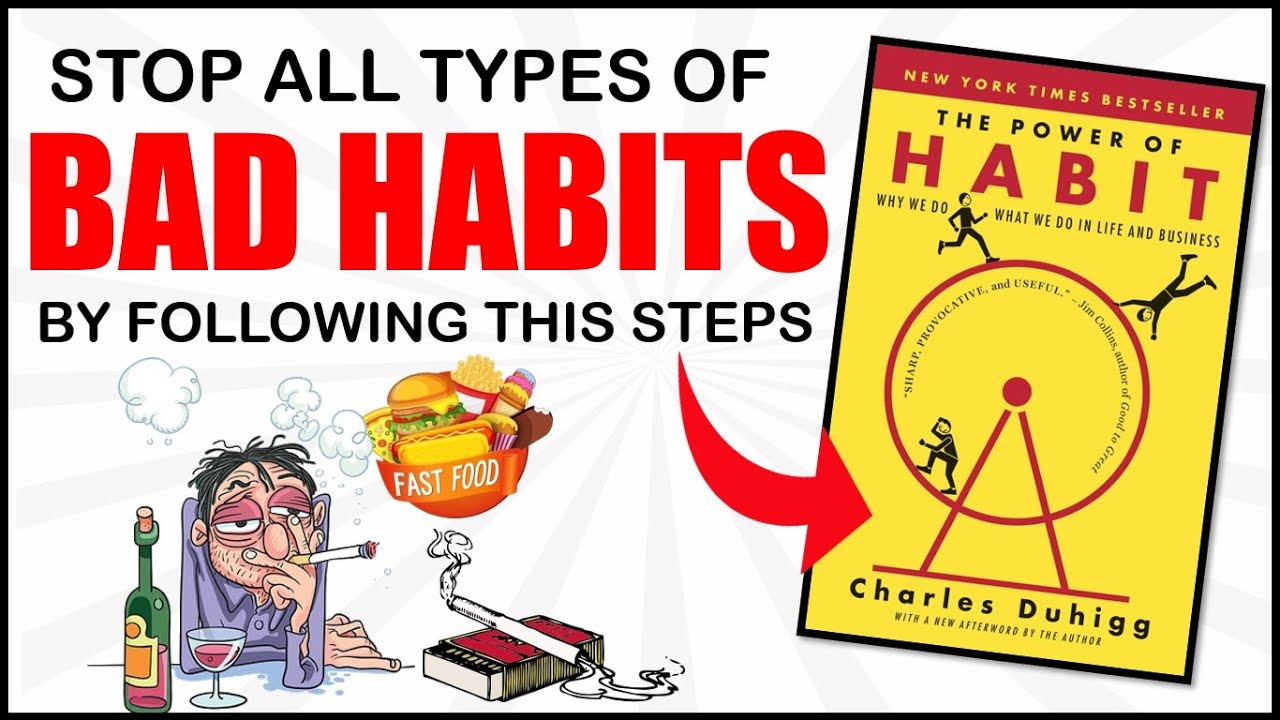 STOP ALL TYPES OF
BAD HABITS
BY FOLLOWING THIS STEPS
FAST FOOD
NEW YORK TIMES BESTSELLER
THE POWER OF
HABIT
WHY WE DO WHAT WE DO IN LIFE AND BUSINESS
"SHARP, PROVOCATIVE, and USEFUL." –Jim Collins, author of Good to Great
Charles Duhigg
WITH A NEW AFTERWORD BY THE AUTHOR